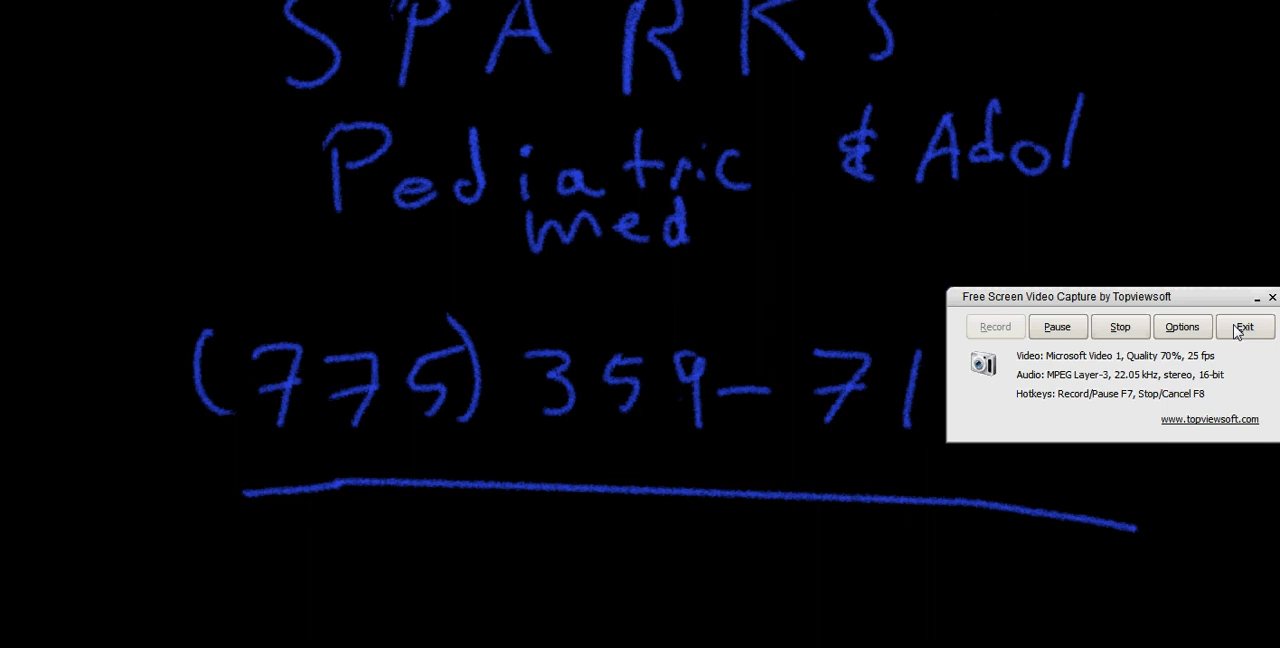 SPARKS
Pediatric & Adol
med
(775) 359-71
Free Screen Video Capture by Topviewsoft
Record Pause Stop Options Exit
Video: Microsoft Video 1, Quality 70%, 25 fps
Audio: MPEG Layer-3, 22.05 kHz, stereo, 16-bit
Hotkeys: Record/Pause F7, Stop/Cancel F8
www.topviewsoft.com